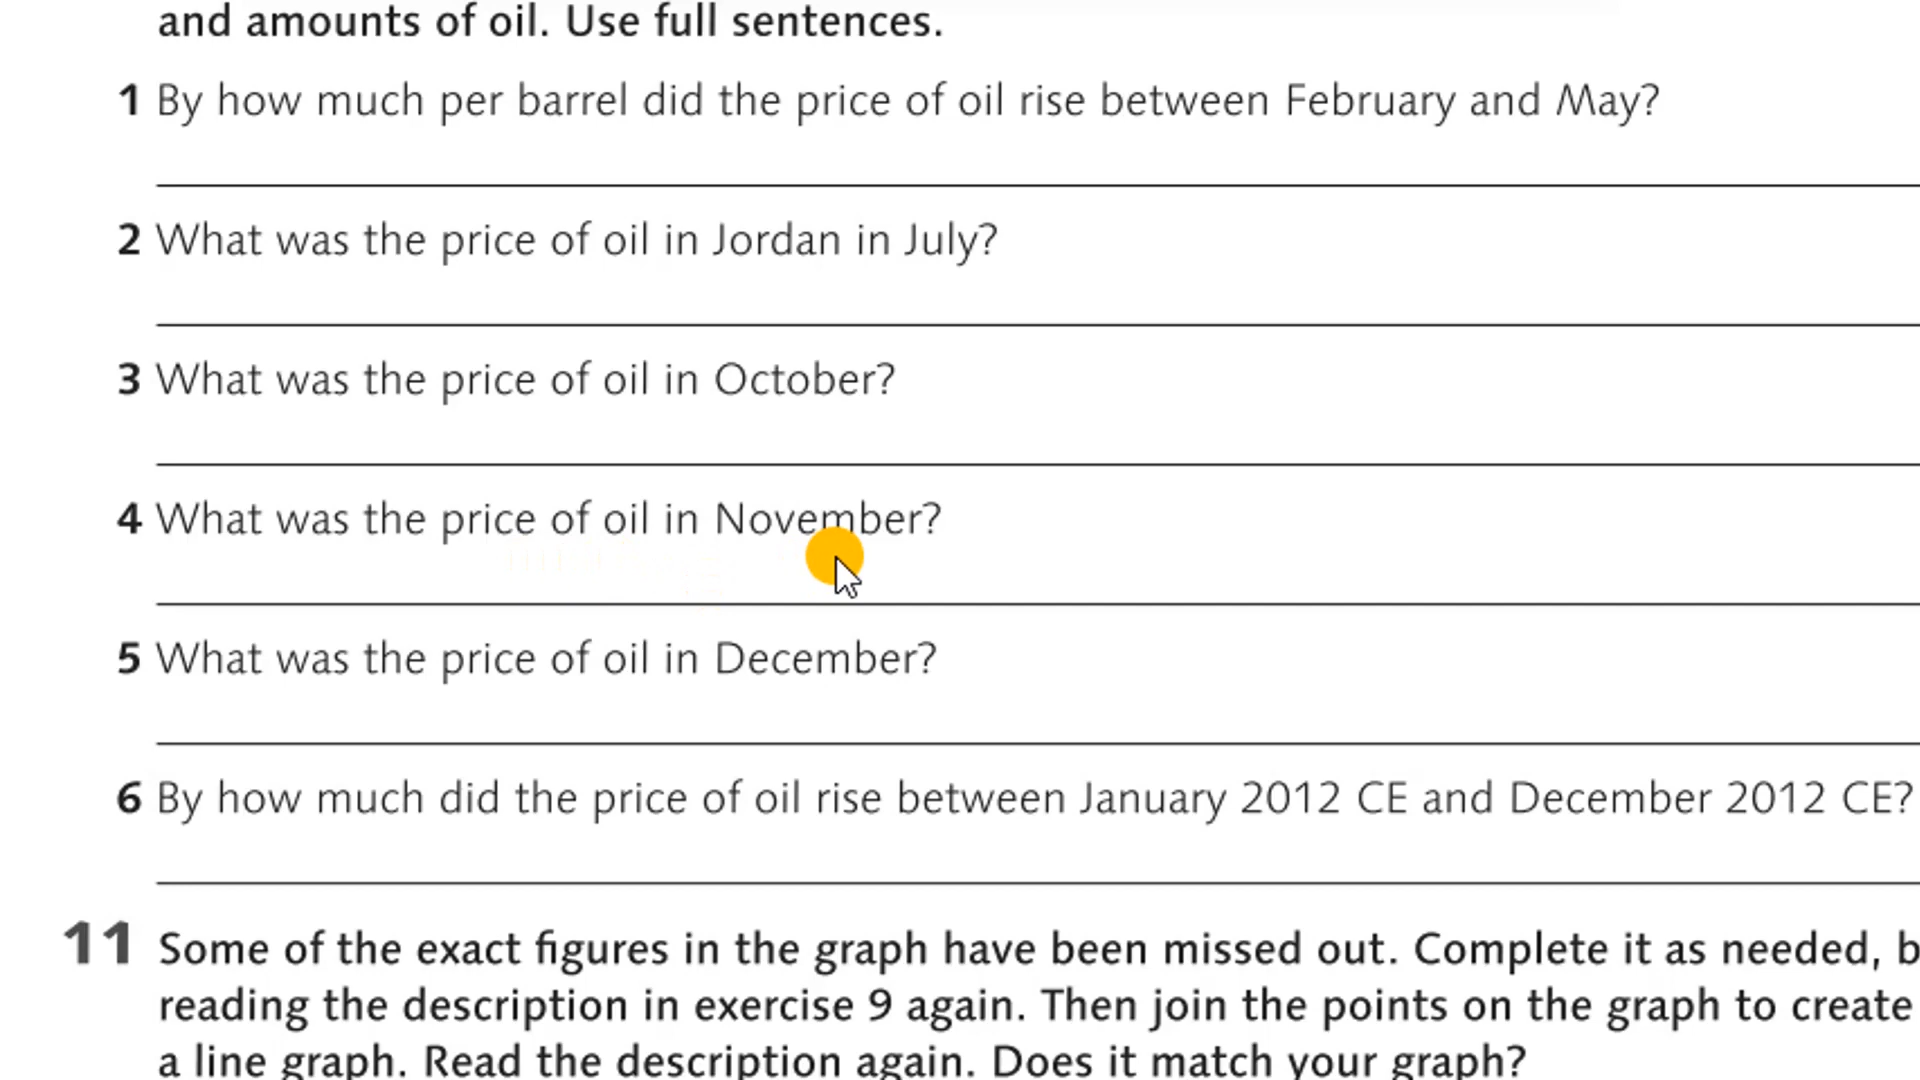 and amounts of oil. Use full sentences.
1 By how much per barrel did the price of oil rise between February and May?
2 What was the price of oil in Jordan in July?
3 What was the price of oil in October?
4 What was the price of oil in November?
5 What was the price of oil in December?
6 By how much did the price of oil rise between January 2012 CE and December 2012 CE?
11 Some of the exact figures in the graph have been missed out. Complete it as needed, b
reading the description in exercise 9 again. Then join the points on the graph to create
a line graph. Read the description again. Does it match your graph?